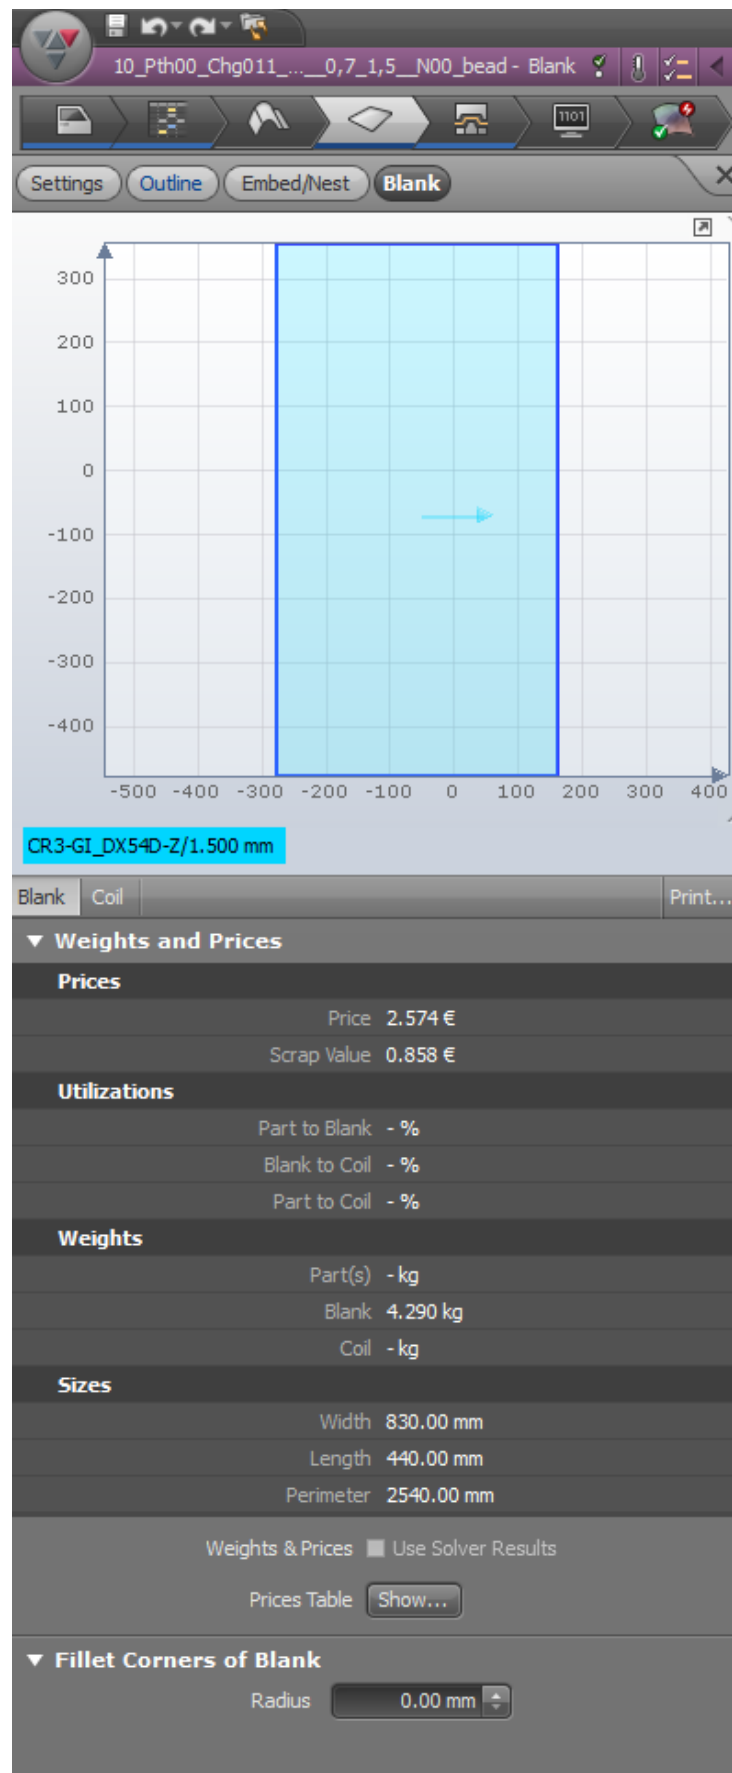 10_Pth00_Chg011_...__0,7_1,5__N00_bead - Blank
1101
Settings Outline Embed/Nest Blank
300
200
100
0
-100
-200
-300
-400
-500 -400 -300 -200 -100 0 100 200 300 400
CR3-GI_DX54D-Z/1.500 mm
Blank Coil Print...
Weights and Prices
Prices
Price 2.574 €
Scrap Value 0.858 €
Utilizations
Part to Blank - %
Blank to Coil - %
Part to Coil - %
Weights
Part(s) - kg
Blank 4.290 kg
Coil - kg
Sizes
Width 830.00 mm
Length 440.00 mm
Perimeter 2540.00 mm
Weights & Prices Use Solver Results
Prices Table Show...
Fillet Corners of Blank
Radius 0.00 mm